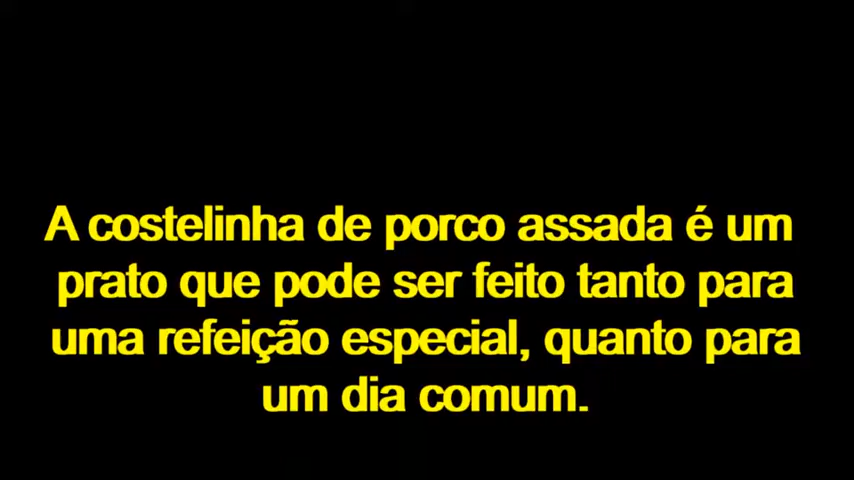 A costelinha de porco assada é um
prato que pode ser feito tanto para
uma refeição especial, quanto para
um dia comum.